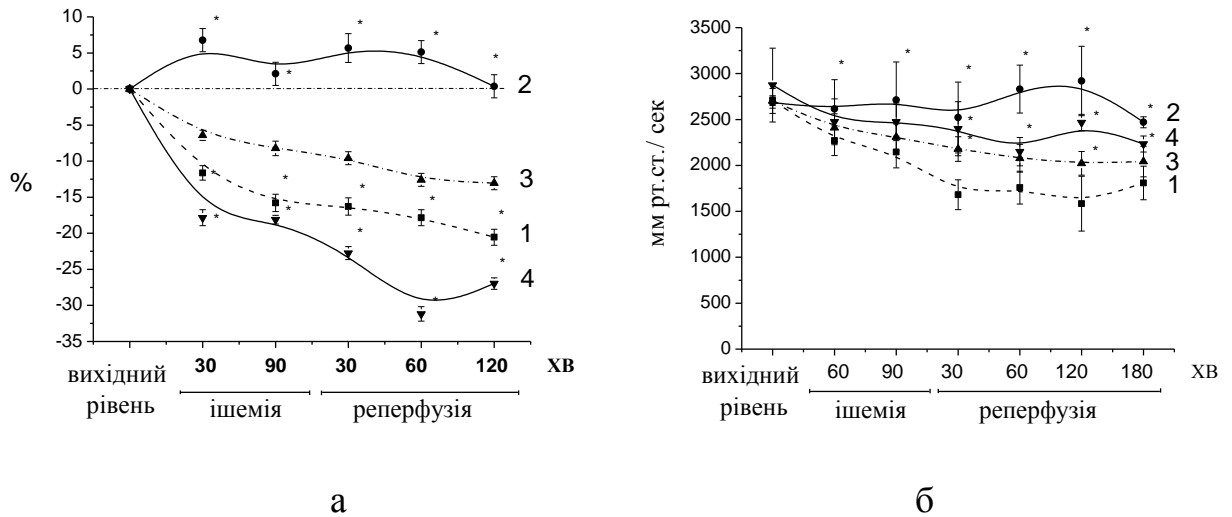 10
5
0
-5
-10
-15
-20
-25
-30
-35
%
* * * * *
* * * * *
* * * * *
2
3
1
4
30 90 30 60 120 ХВ
вихідний
рівень
ішемія
реперфузія
а
3500
3000
2500
2000
1500
1000
500
0
мм рт.ст./ сек
* * * * * *
* * * *
* *
2
4
3
1
60 90 30 60 120 180 ХВ
вихідний
рівень
ішемія
реперфузія
б